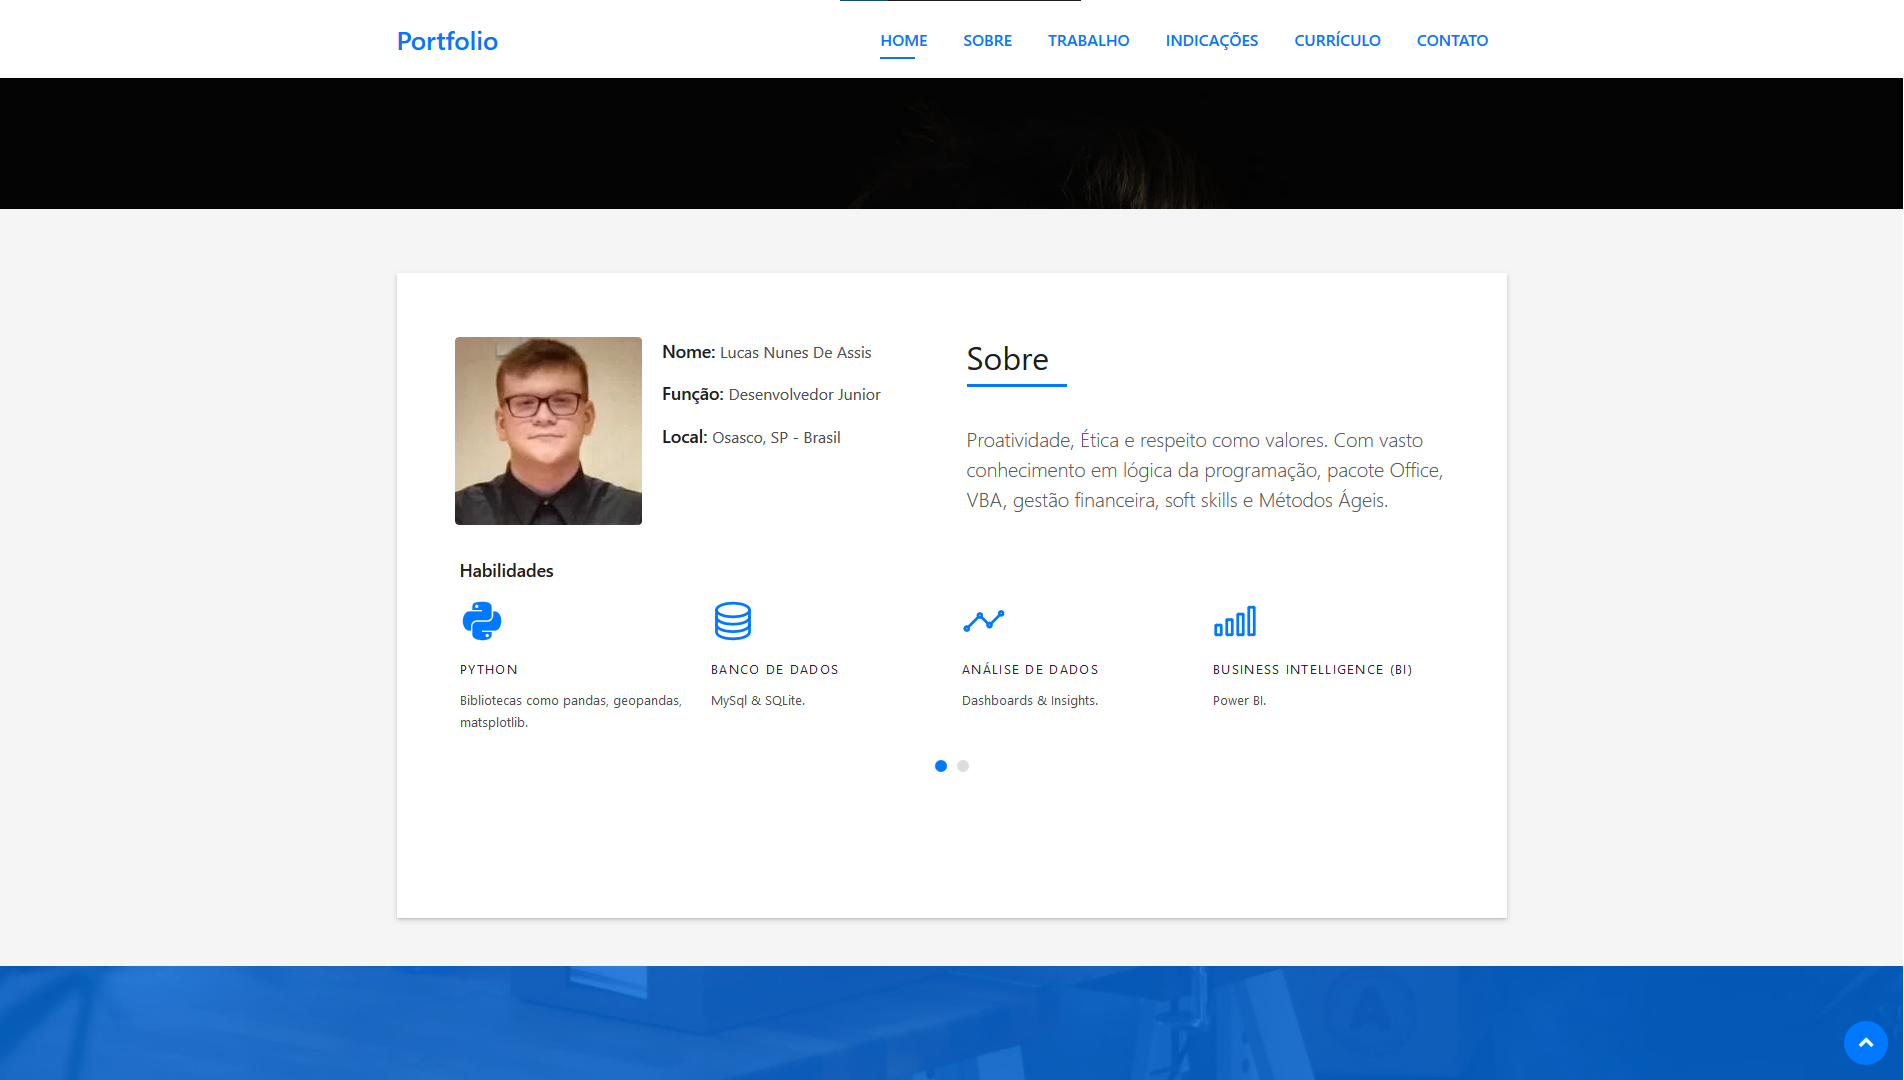 Portfolio
HOME SOBRE TRABALHO INDICAÇÕES CURRÍCULO CONTATO
Nome: Lucas Nunes De Assis
Função: Desenvolvedor Junior
Local: Osasco, SP - Brasil
Sobre
Proatividade, Ética e respeito como valores. Com vasto
conhecimento em lógica da programação, pacote Office,
VBA, gestão financeira, soft skills e Métodos Ágeis.
Habilidades
PYTHON
Bibliotecas como pandas, geopandas,
matsplotlib.
BANCO DE DADOS
MySql & SQLite.
ANÁLISE DE DADOS
Dashboards & Insights.
BUSINESS INTELLIGENCE (BI)
Power BI.